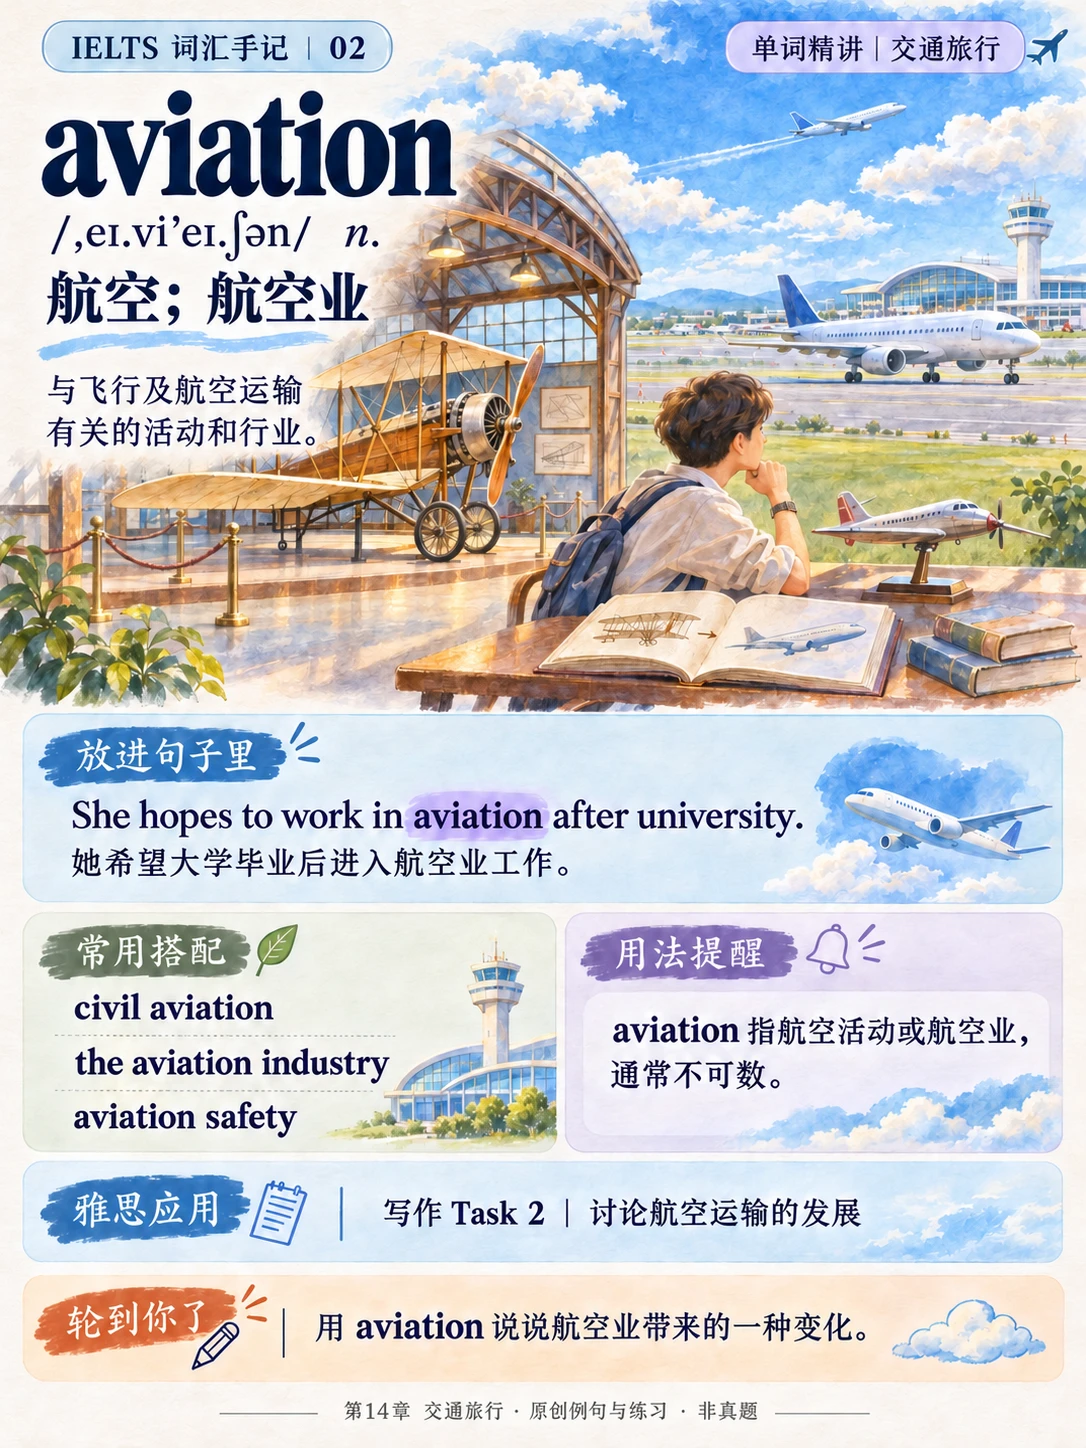 IELTS 词汇手记 | 02
单词精讲 | 交通旅行
aviation
/ˌeɪ.vi’eɪ.ʃən/ n.
航空；航空业
与飞行及航空运输
有关的活动和行业。
放进句子里
She hopes to work in aviation after university.
她希望大学毕业后进入航空业工作。
常用搭配
civil aviation
the aviation industry
aviation safety
用法提醒
aviation 指航空活动或航空业，
通常不可数。
雅思应用
写作 Task 2 | 讨论航空运输的发展
轮到你了
用 aviation 说说航空业带来的一种变化。
第14章 交通旅行 · 原创例句与练习 · 非真题